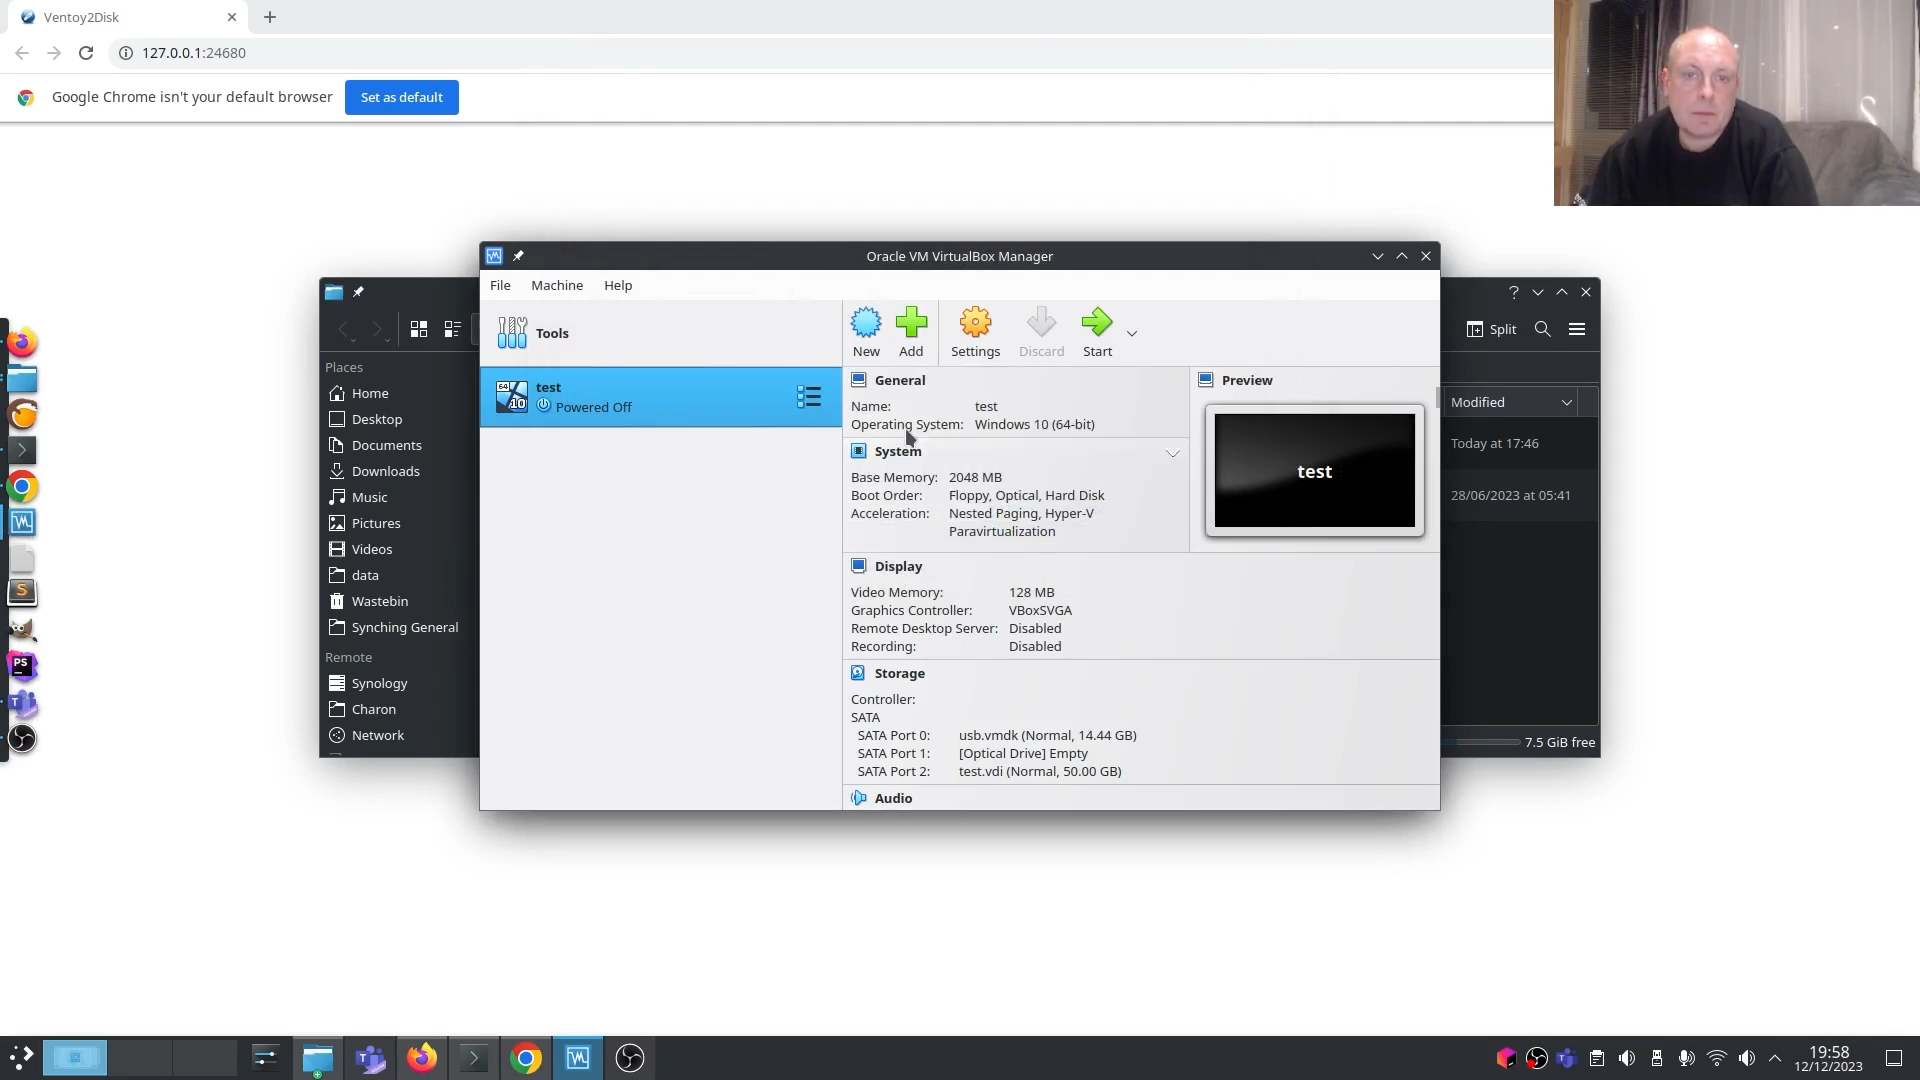 Ventoy2Disk
127.0.0.1:24680
Google Chrome isn't your default browser
Set as default
Oracle VM VirtualBox Manager
File Machine Help
Tools
New Add Settings Discard Start
test
Powered Off
64
10
General
Name: test
Operating System: Windows 10 (64-bit)
System
Base Memory: 2048 MB
Boot Order: Floppy, Optical, Hard Disk
Acceleration: Nested Paging, Hyper-V
Paravirtualization
Preview
test
Display
Video Memory: 128 MB
Graphics Controller: VBoxSVGA
Remote Desktop Server: Disabled
Recording: Disabled
Storage
Controller:
SATA
SATA Port 0: usb.vmdk (Normal, 14.44 GB)
SATA Port 1: [Optical Drive] Empty
SATA Port 2: test.vdi (Normal, 50.00 GB)
Audio
Places
Home
Desktop
Documents
Downloads
Music
Pictures
Videos
data
Wastebin
Synching General
Remote
Synology
Charon
Network
Split
Modified
Today at 17:46
28/06/2023 at 05:41
7.5 GiB free
S
PS
19:58
12/12/2023